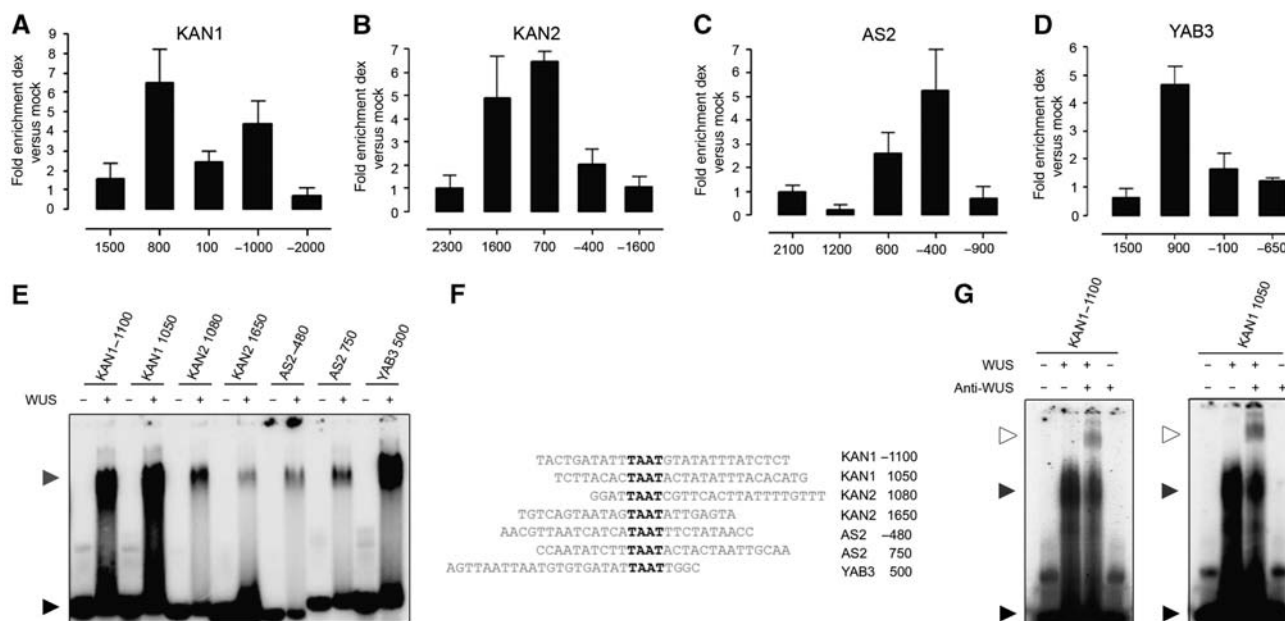 A
KAN1
Fold enrichment dex
versus mock
9
8
7
6
5
4
3
2
1
0
1500 800 100 −1000 −2000
B
KAN2
Fold enrichment dex
versus mock
7
6
5
4
3
2
1
0
2300 1600 700 −400 −1600
C
AS2
Fold enrichment dex
versus mock
7
6
5
4
3
2
1
0
2100 1200 600 −400 −900
D
YAB3
Fold enrichment dex
versus mock
6
5
4
3
2
1
0
1500 900 −100 −650
E
KAN1−1100 KAN1 1050 KAN2 1080 KAN2 1650 AS2−480 AS2 750 YAB3 500
WUS − + − + − + − + − + − + − +
F
TACTGATATTTAATGTATATTTATCTCT KAN1 −1100
TCTTACACTAATACTATATTTACACATG KAN1 1050
GGATTAATCGTTCACTTATTTTGTTT KAN2 1080
TGTCAGTAATAGTAATATTGAGTA KAN2 1650
AACGTTAATCATCATAATTTCTATAACC AS2 −480
CCAATATCTTTAATACTACTAATTGCAA AS2 750
AGTTAATTAATGTGTGATATTAATTGGC YAB3 500
G
KAN1−1100
WUS − + + −
Anti-WUS − − + +
KAN1 1050
− + + −
− − + +